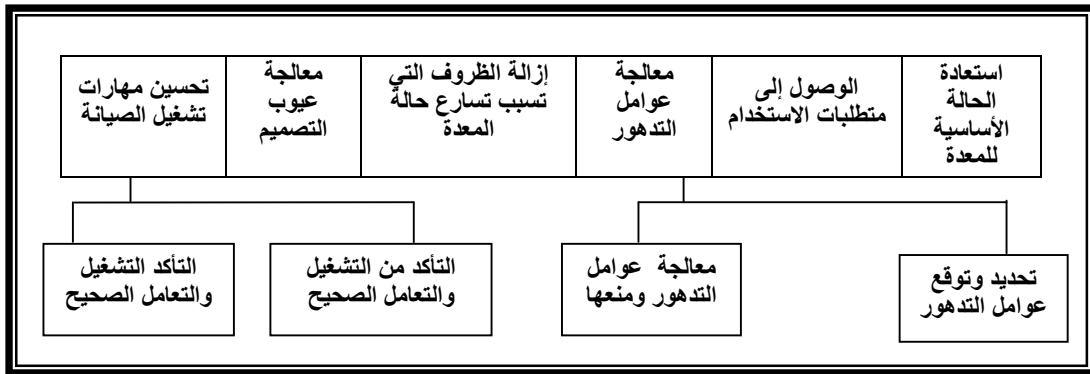 استعادة
الحالة
الأساسية
للمعدة
الوصول إلى
متطلبات الاستخدام
معالجة
عوامل
التدهور
إزالة الظروف التي
تسبب تسارع حالة
المعدة
معالجة
عيوب
التصميم
تحسين مهارات
تشغيل الصيانة
تحديد وتوقع
عوامل التدهور
معالجة عوامل
التدهور ومنعها
التأكد من التشغيل
والتعامل الصحيح
التأكد التشغيل
والتعامل الصحيح